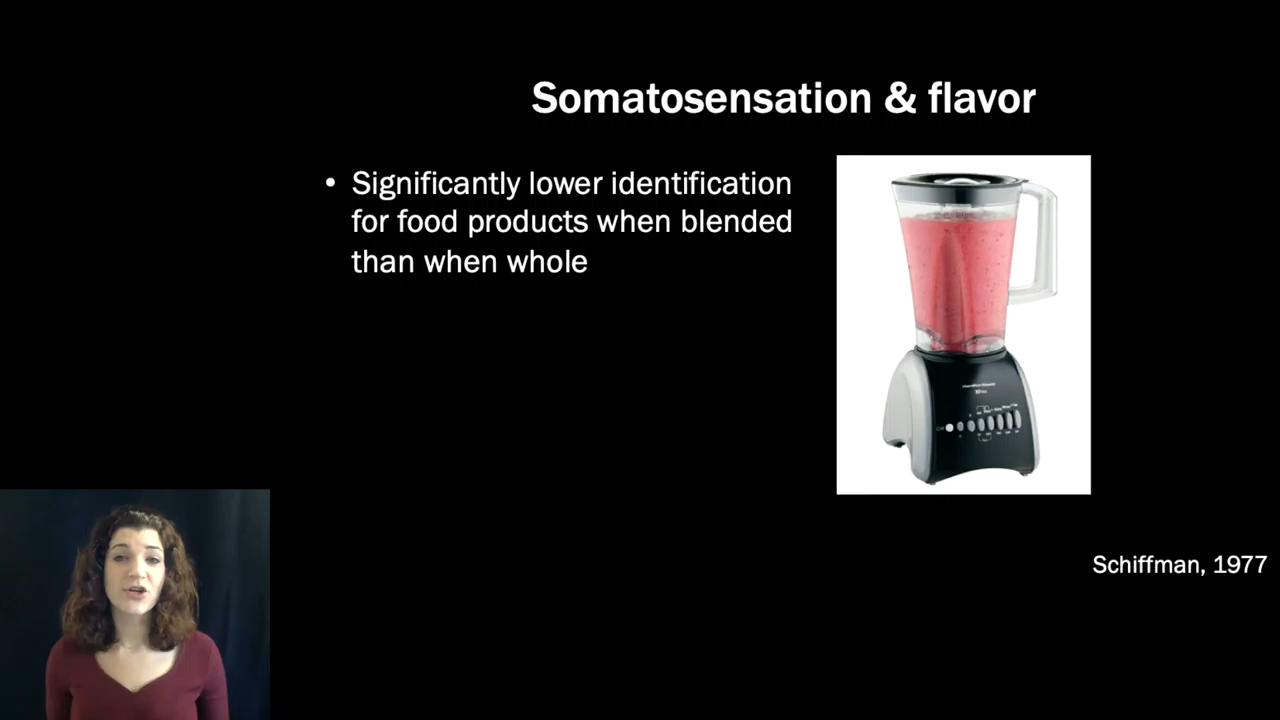 Somatosensation & flavor
• Significantly lower identification
for food products when blended
than when whole
Schiffman, 1977